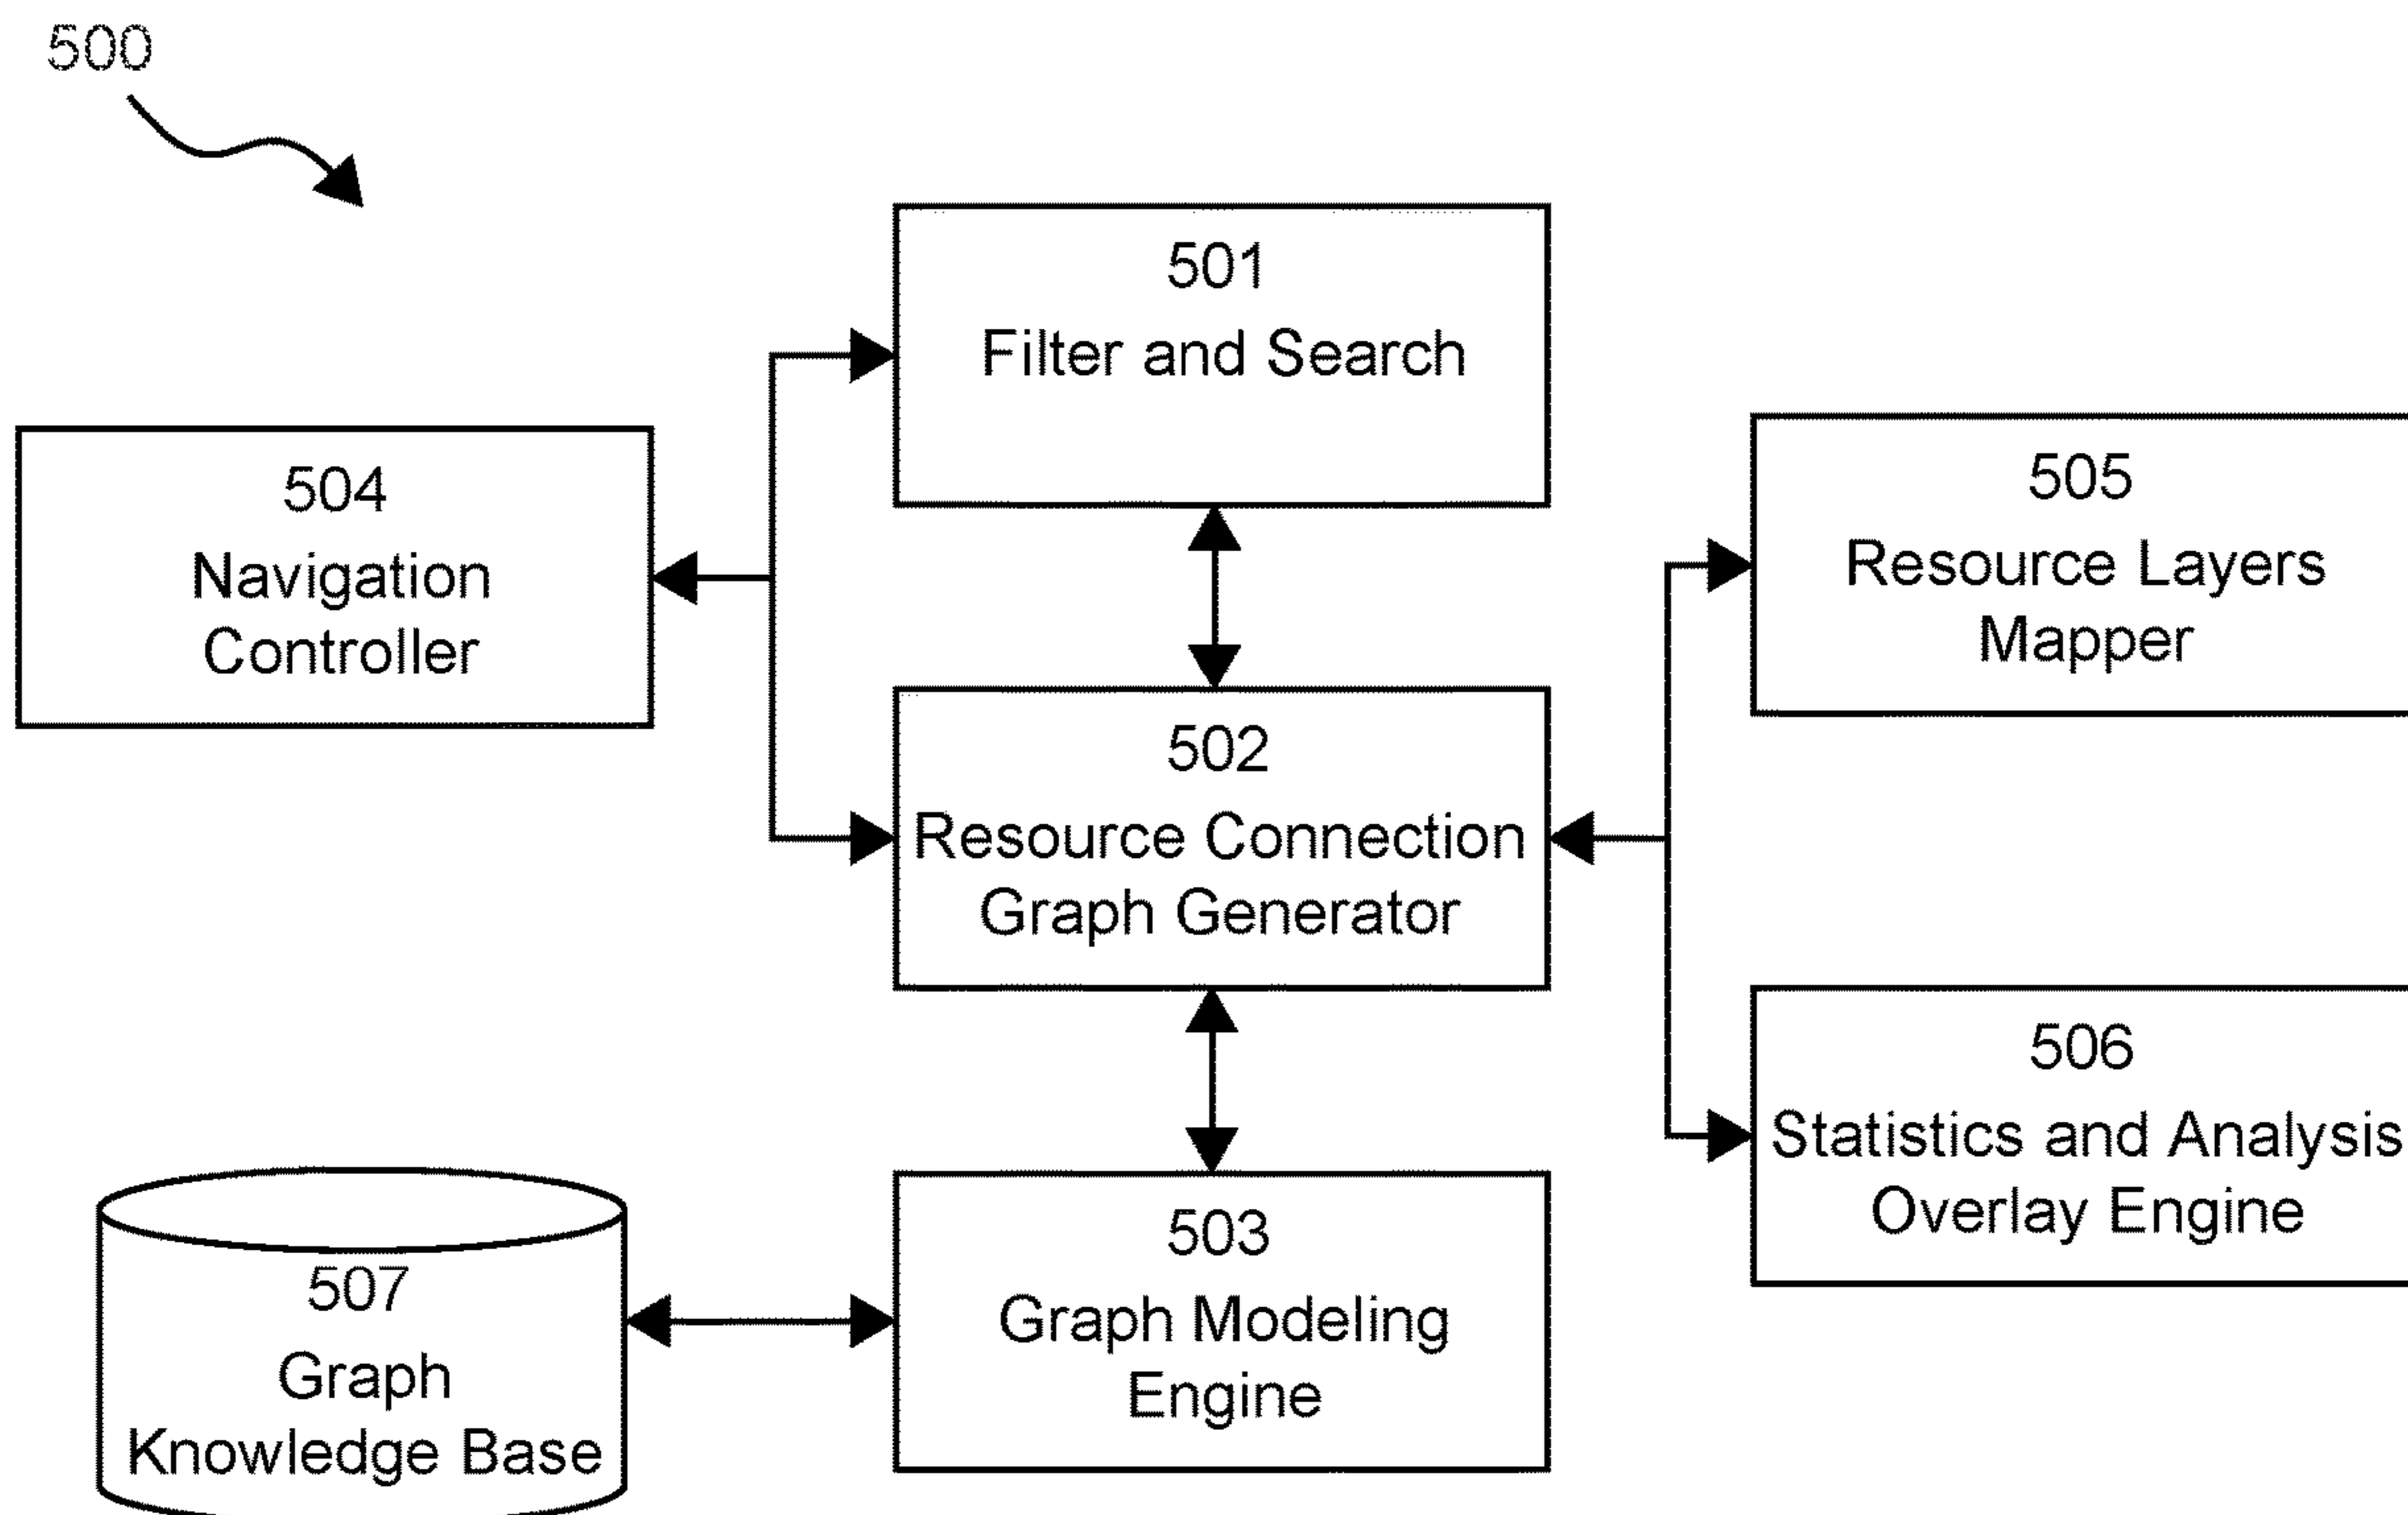 500
501
Filter and Search
504
Navigation
Controller
505
Resource Layers
Mapper
502
Resource Connection
Graph Generator
506
Statistics and Analysis
Overlay Engine
503
Graph Modeling
Engine
507
Graph
Knowledge Base